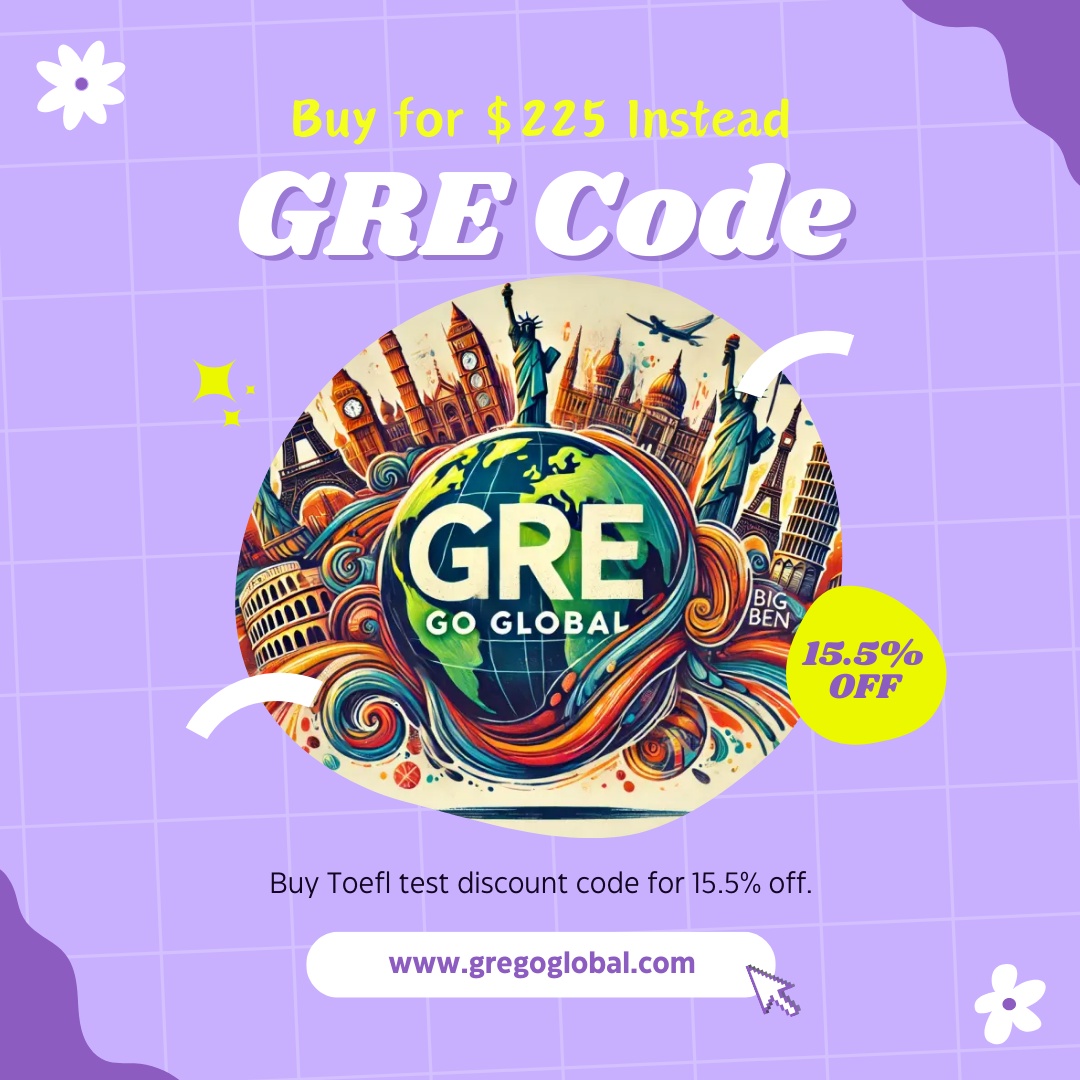 Buy for $225 Instead
GRE Code
GRE
GO GLOBAL
BIG
BEN
15.5%
OFF
Buy Toefl test discount code for 15.5% off.
www.gregoglobal.com